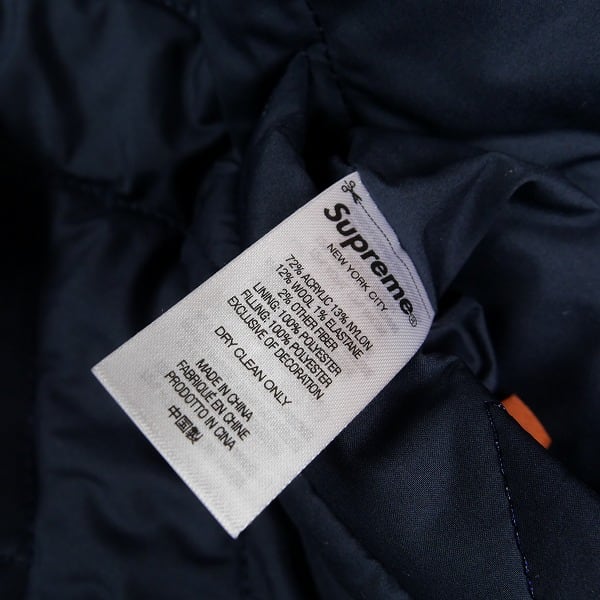 Supreme®
NEW YORK CITY
72% ACRYLIC 13% NYLON
12% WOOL 1% ELASTANE
2% OTHER FIBER
LINING: 100% POLYESTER
FILLING: 100% POLYESTER
EXCLUSIVE OF DECORATION
DRY CLEAN ONLY
MADE IN CHINA
FABRIQUÉ EN CHINE
PRODOTTO IN CINA
中国製